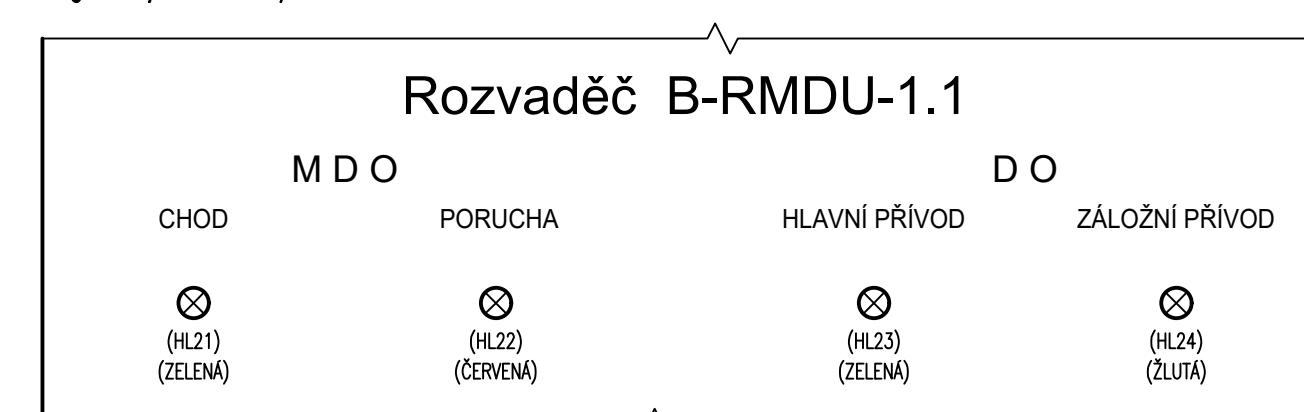 Rozvaděč B-RMDU-1.1
M D O D O
CHOD PORUCHA HLAVNÍ PŘÍVOD ZÁLOŽNÍ PŘÍVOD
(HL21) (HL22) (HL23) (HL24)
(ZELENÁ) (ČERVENÁ) (ZELENÁ) (ŽLUTÁ)